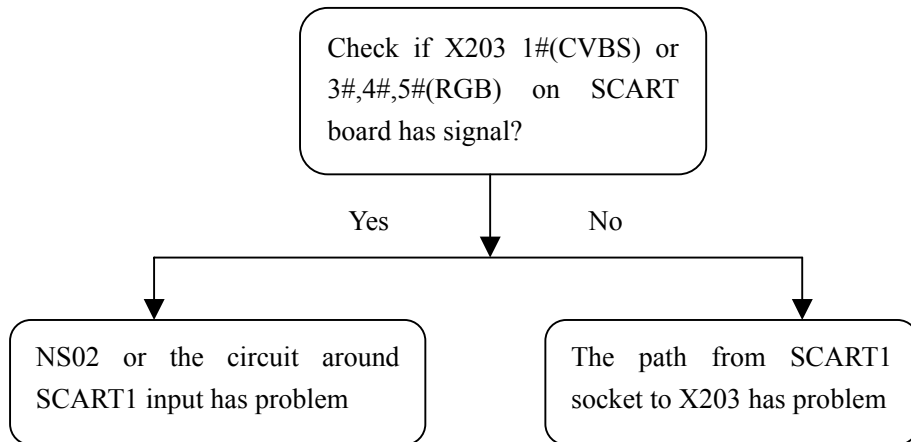 Check if X203 1#(CVBS) or
3#,4#,5#(RGB) on SCART
board has signal?
Yes
No
NS02 or the circuit around
SCART1 input has problem
The path from SCART1
socket to X203 has problem